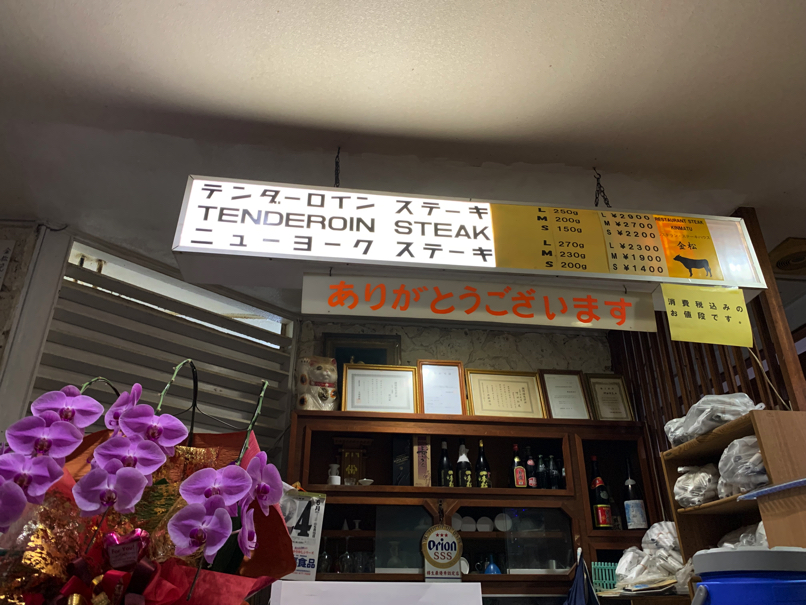 テンダーロイン ステーキ
TENDEROIN STEAK
ニューヨーク ステーキ
L 250g L ¥2900
M 200g M ¥2700
S 150g S ¥2200
L 270g L ¥2300
M 230g M ¥1900
S 200g S ¥1400
RESTAURANT STEAK
金松
ありがとうございます
消費税込みの
お値段です。
4
食品
Orion
SSS